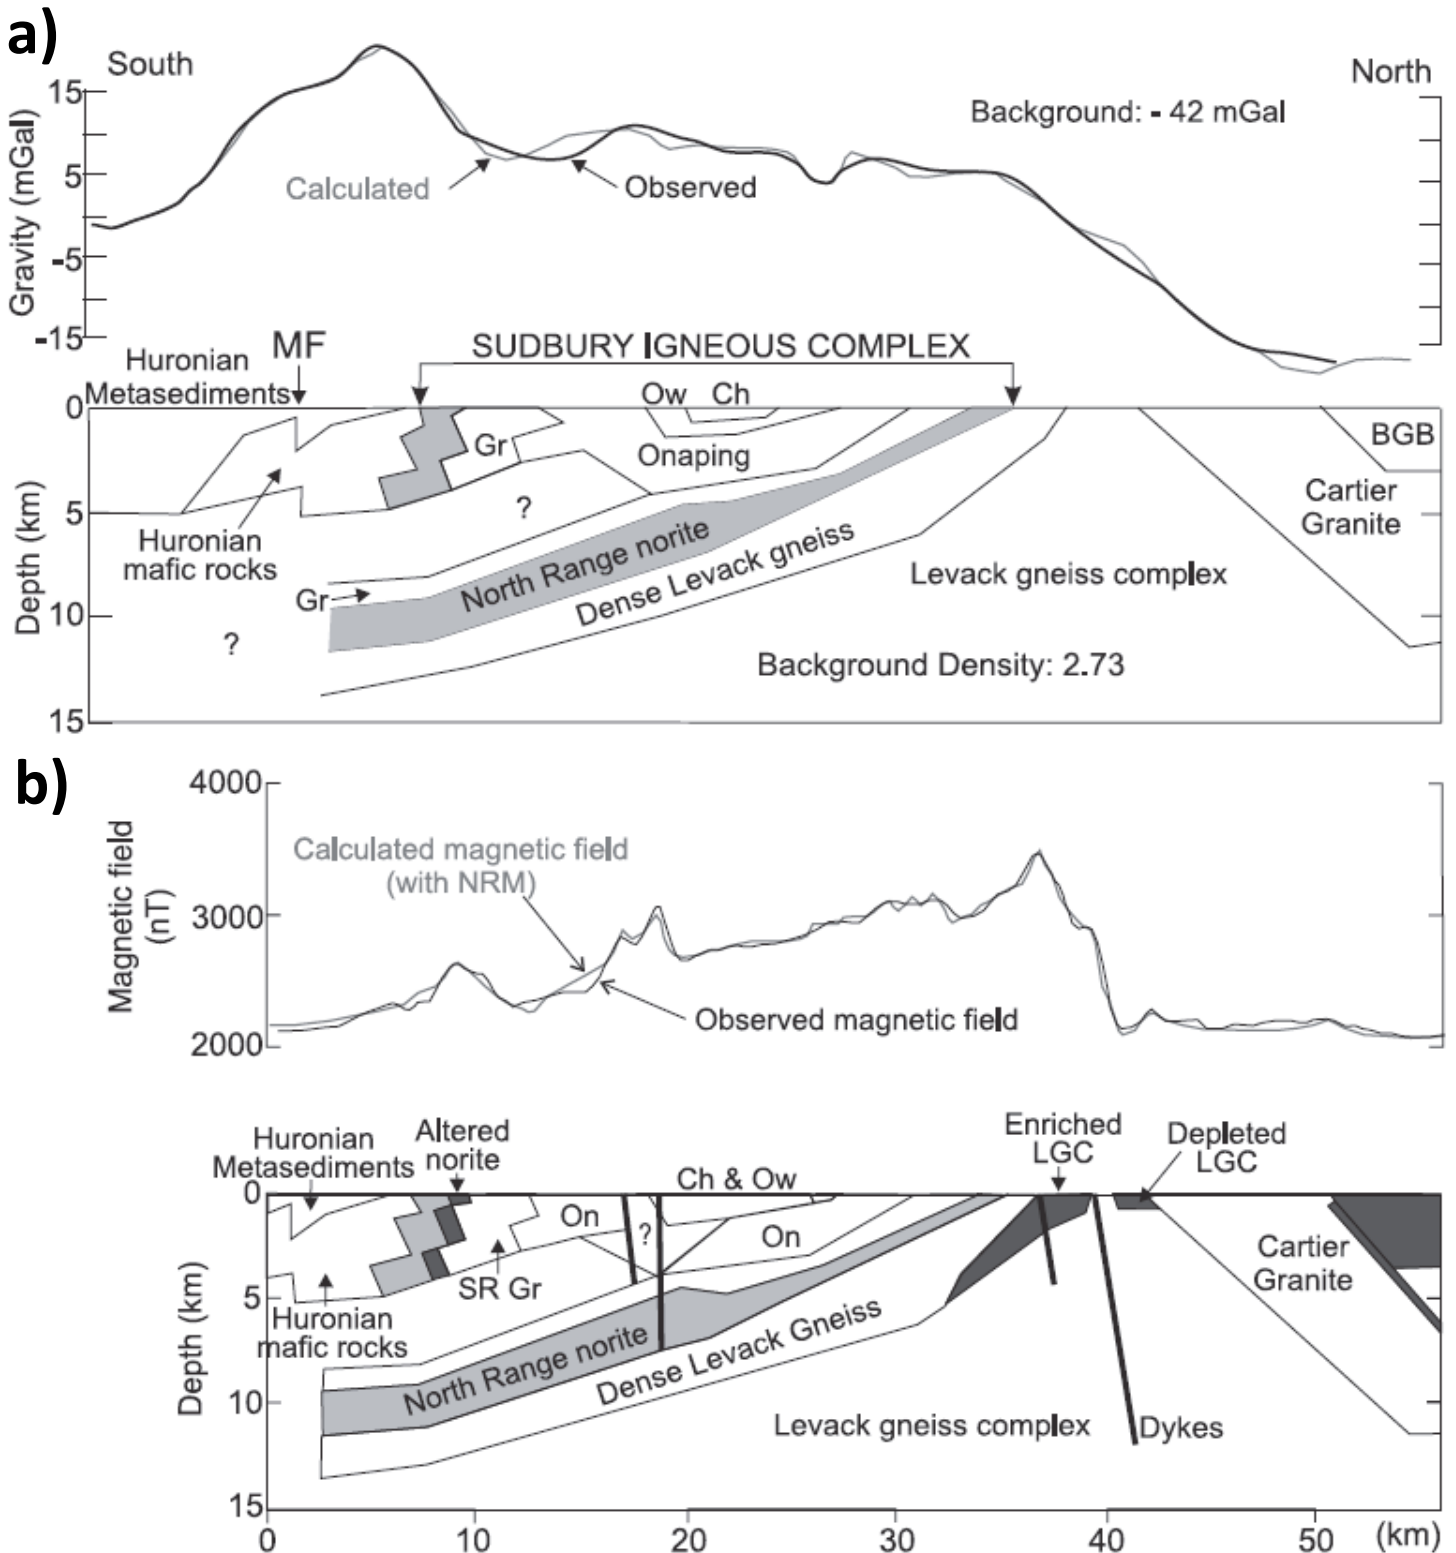 a)
South
North
15
5
-5
-15
Gravity (mGal)
Background: - 42 mGal
Calculated
Observed
Huronian
Metasediments
MF
SUDBURY IGNEOUS COMPLEX
Ow
Ch
Gr
Onaping
BGB
0
5
10
15
Depth (km)
?
Cartier
Granite
Huronian
mafic rocks
North Range norite
Dense Levack gneiss
Levack gneiss complex
Gr
?
Background Density: 2.73
b)
4000
3000
2000
Magnetic field
(nT)
Calculated magnetic field
(with NRM)
Observed magnetic field
Huronian
Metasediments
Altered
norite
Ch & Ow
Enriched
LGC
Depleted
LGC
0
5
10
15
Depth (km)
On
?
On
Cartier
Granite
SR Gr
Huronian
mafic rocks
North Range norite
Dense Levack Gneiss
Levack gneiss complex
Dykes
0
10
20
30
40
50
(km)